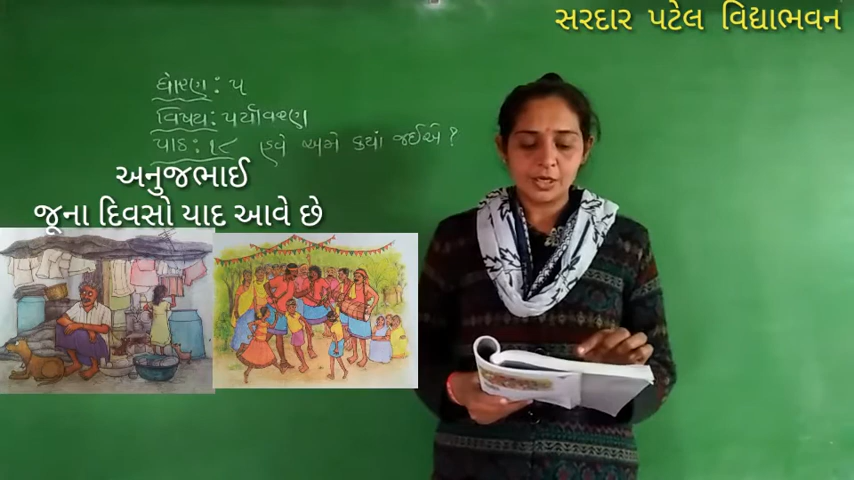 સરદાર પટેલ વિદ્યાભવન
ધોરણ : ૫
વિષય : પર્યાવરણ
પાઠ : ૧૮ હવે અમે ક્યાં જઈએ ?
અનુજભાઈ
જૂના દિવસો યાદ આવે છે